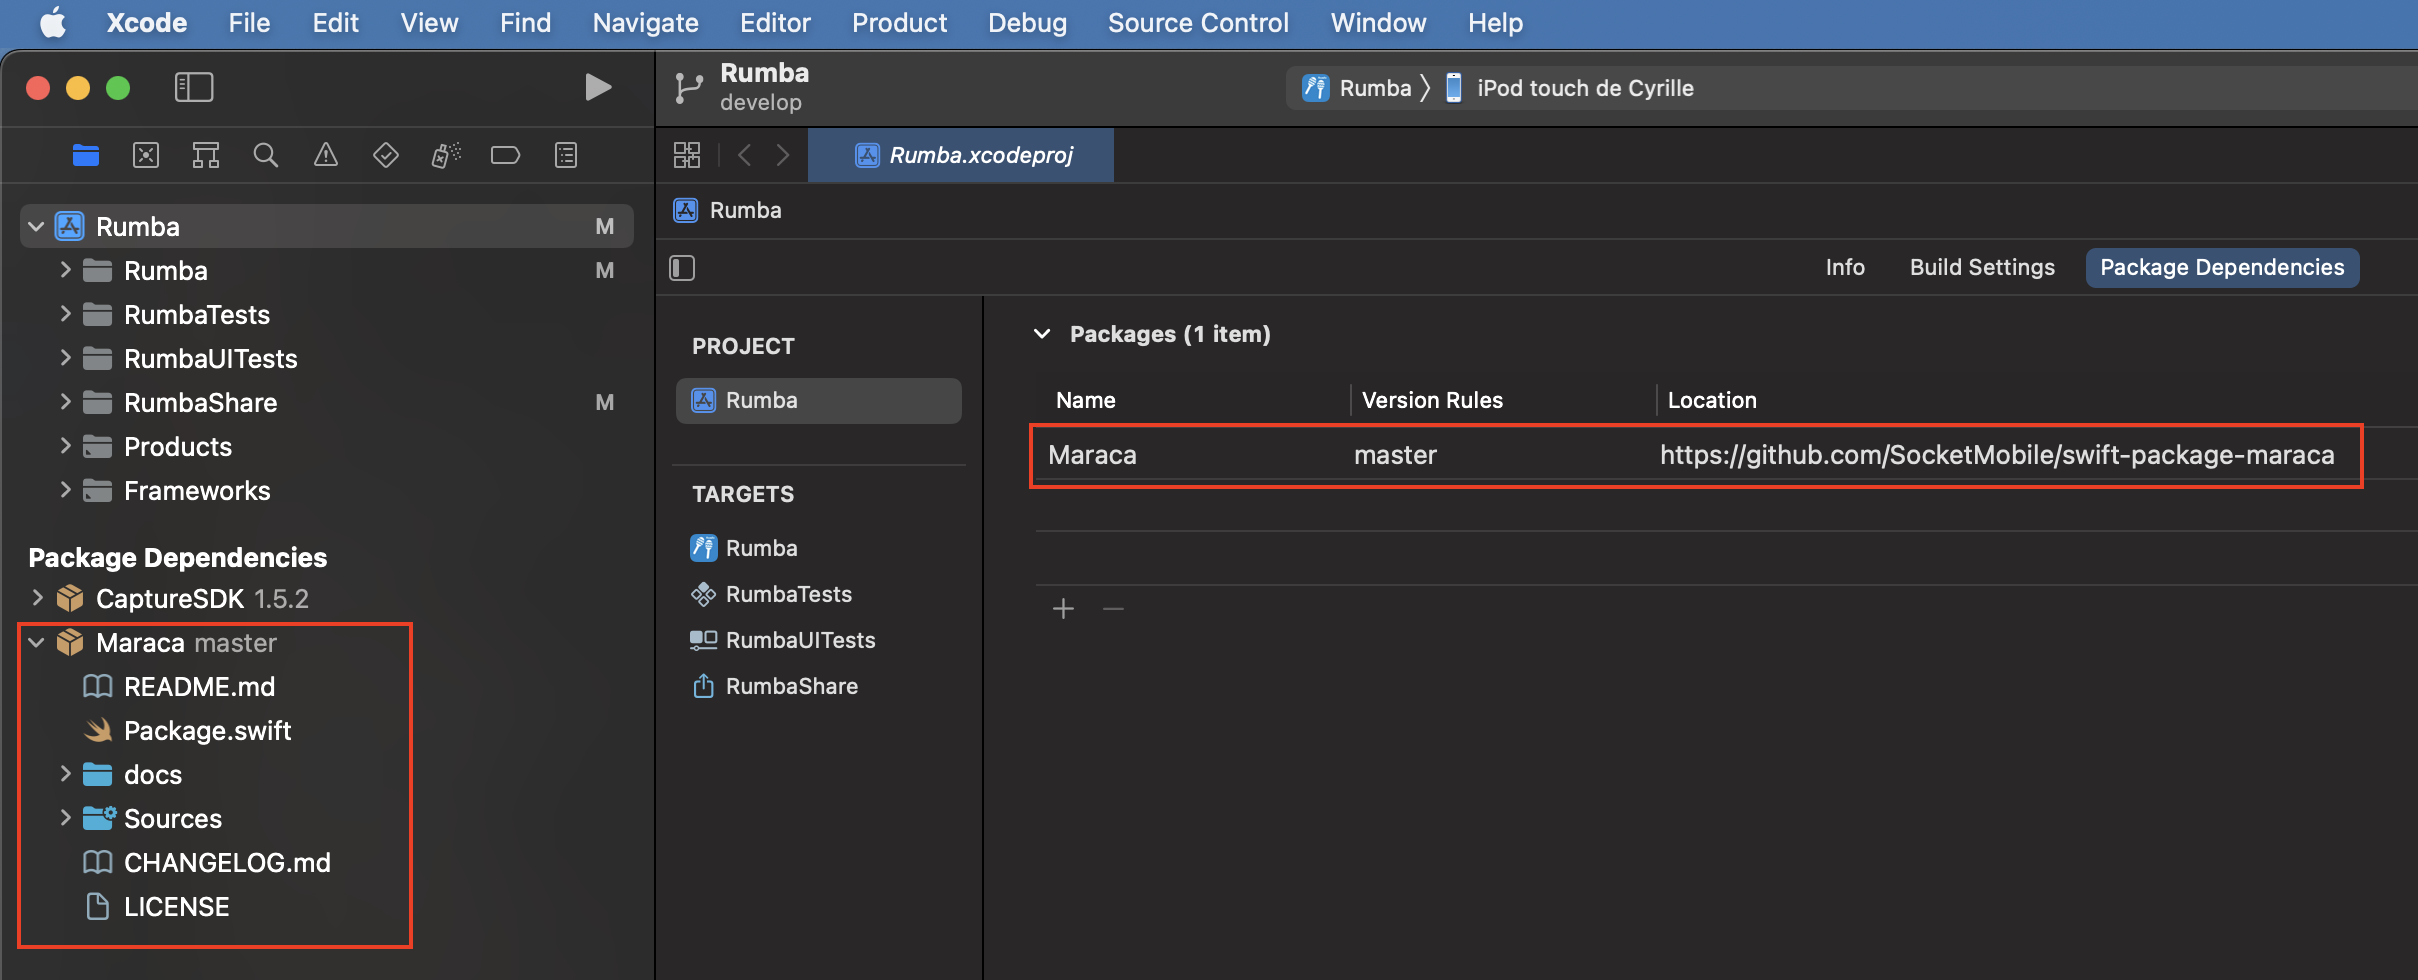 Xcode File Edit View Find Navigate Editor Product Debug Source Control Window Help
Rumba
develop
Rumba
iPod touch de Cyrille
Rumba.xcodeproj
Rumba
Info Build Settings Package Dependencies
Rumba M
Rumba M
RumbaTests
RumbaUITests
RumbaShare M
Products
Frameworks
Package Dependencies
CaptureSDK 1.5.2
Maraca master
README.md
Package.swift
docs
Sources
CHANGELOG.md
LICENSE
PROJECT
Rumba
TARGETS
Rumba
RumbaTests
RumbaUITests
RumbaShare
Packages (1 item)
Name Version Rules Location
Maraca master https://github.com/SocketMobile/swift-package-maraca